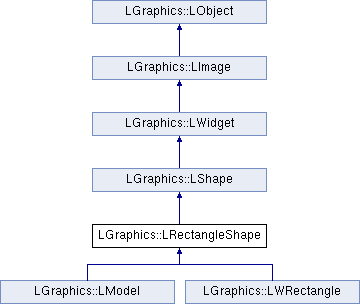 LGraphics::LObject
LGraphics::LImage
LGraphics::LWidget
LGraphics::LShape
LGraphics::LRectangleShape
LGraphics::LModel
LGraphics::LWRectangle